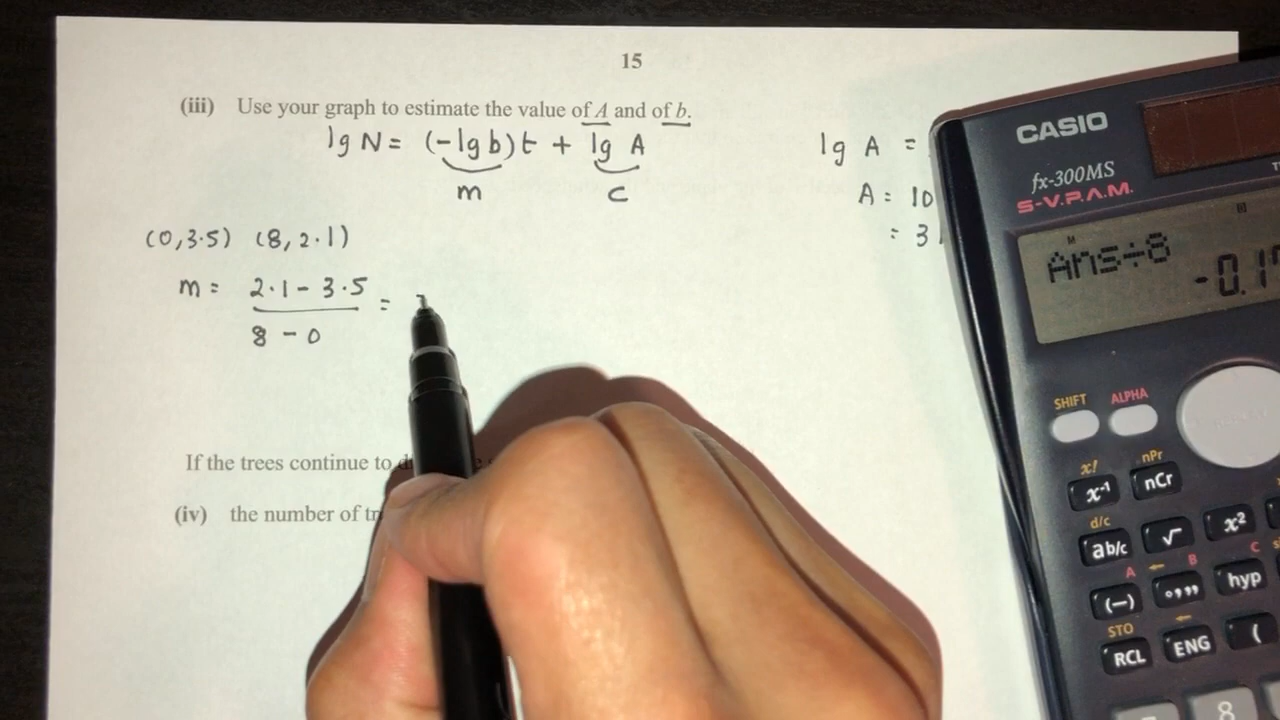 15
(iii) Use your graph to estimate the value of A and of b.
lg N = (-lg b)t + lg A
m c
lg A =
A = 10
= 3
(0,3.5) (8,2.1)
m = 2.1 - 3.5 =
8 - 0
If the trees continue to
(iv) the number of
CASIO
fx-300MS
S-V.P.A.M.
M
Ans÷8
-0.1
SHIFT ALPHA
x! nPr
x-1 nCr
d/c
ab/c √ x²
A B C
(-) °,,, hyp
STO
RCL ENG (
8